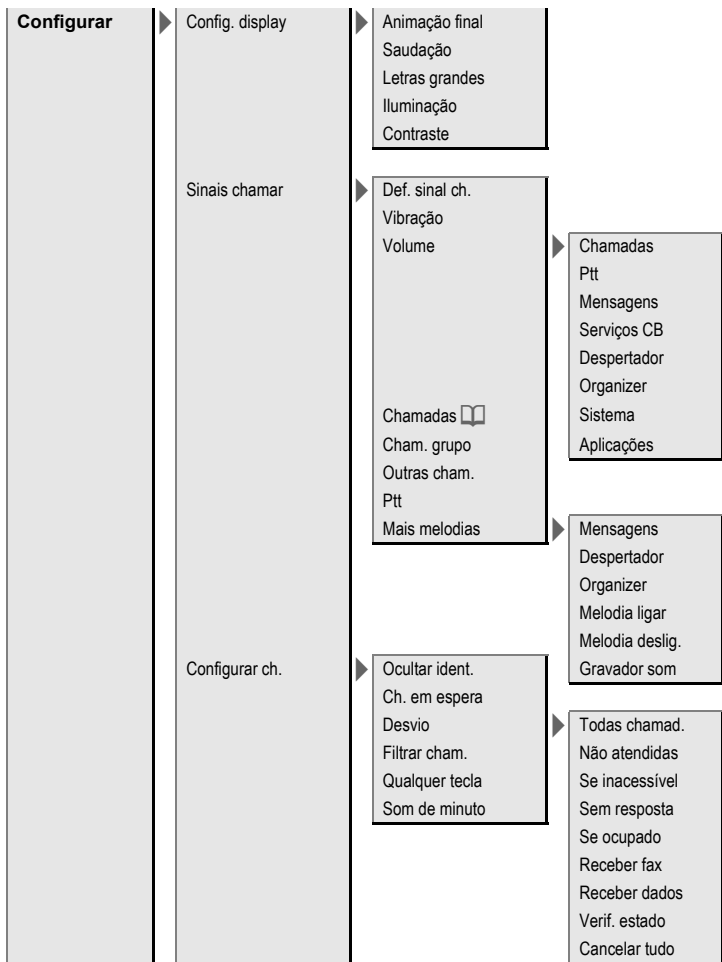 Configurar
Config. display
Animação final
Saudação
Letras grandes
Iluminação
Contraste
Sinais chamar
Def. sinal ch.
Vibração
Volume
Chamadas
Ptt
Mensagens
Serviços CB
Despertador
Organizer
Sistema
Aplicações
Chamadas
Cham. grupo
Outras cham.
Ptt
Mais melodias
Mensagens
Despertador
Organizer
Melodia ligar
Melodia deslig.
Gravador som
Configurar ch.
Ocultar ident.
Ch. em espera
Desvio
Todas chamad.
Não atendidas
Se inacessível
Sem resposta
Se ocupado
Receber fax
Receber dados
Verif. estado
Cancelar tudo
Filtrar cham.
Qualquer tecla
Som de minuto